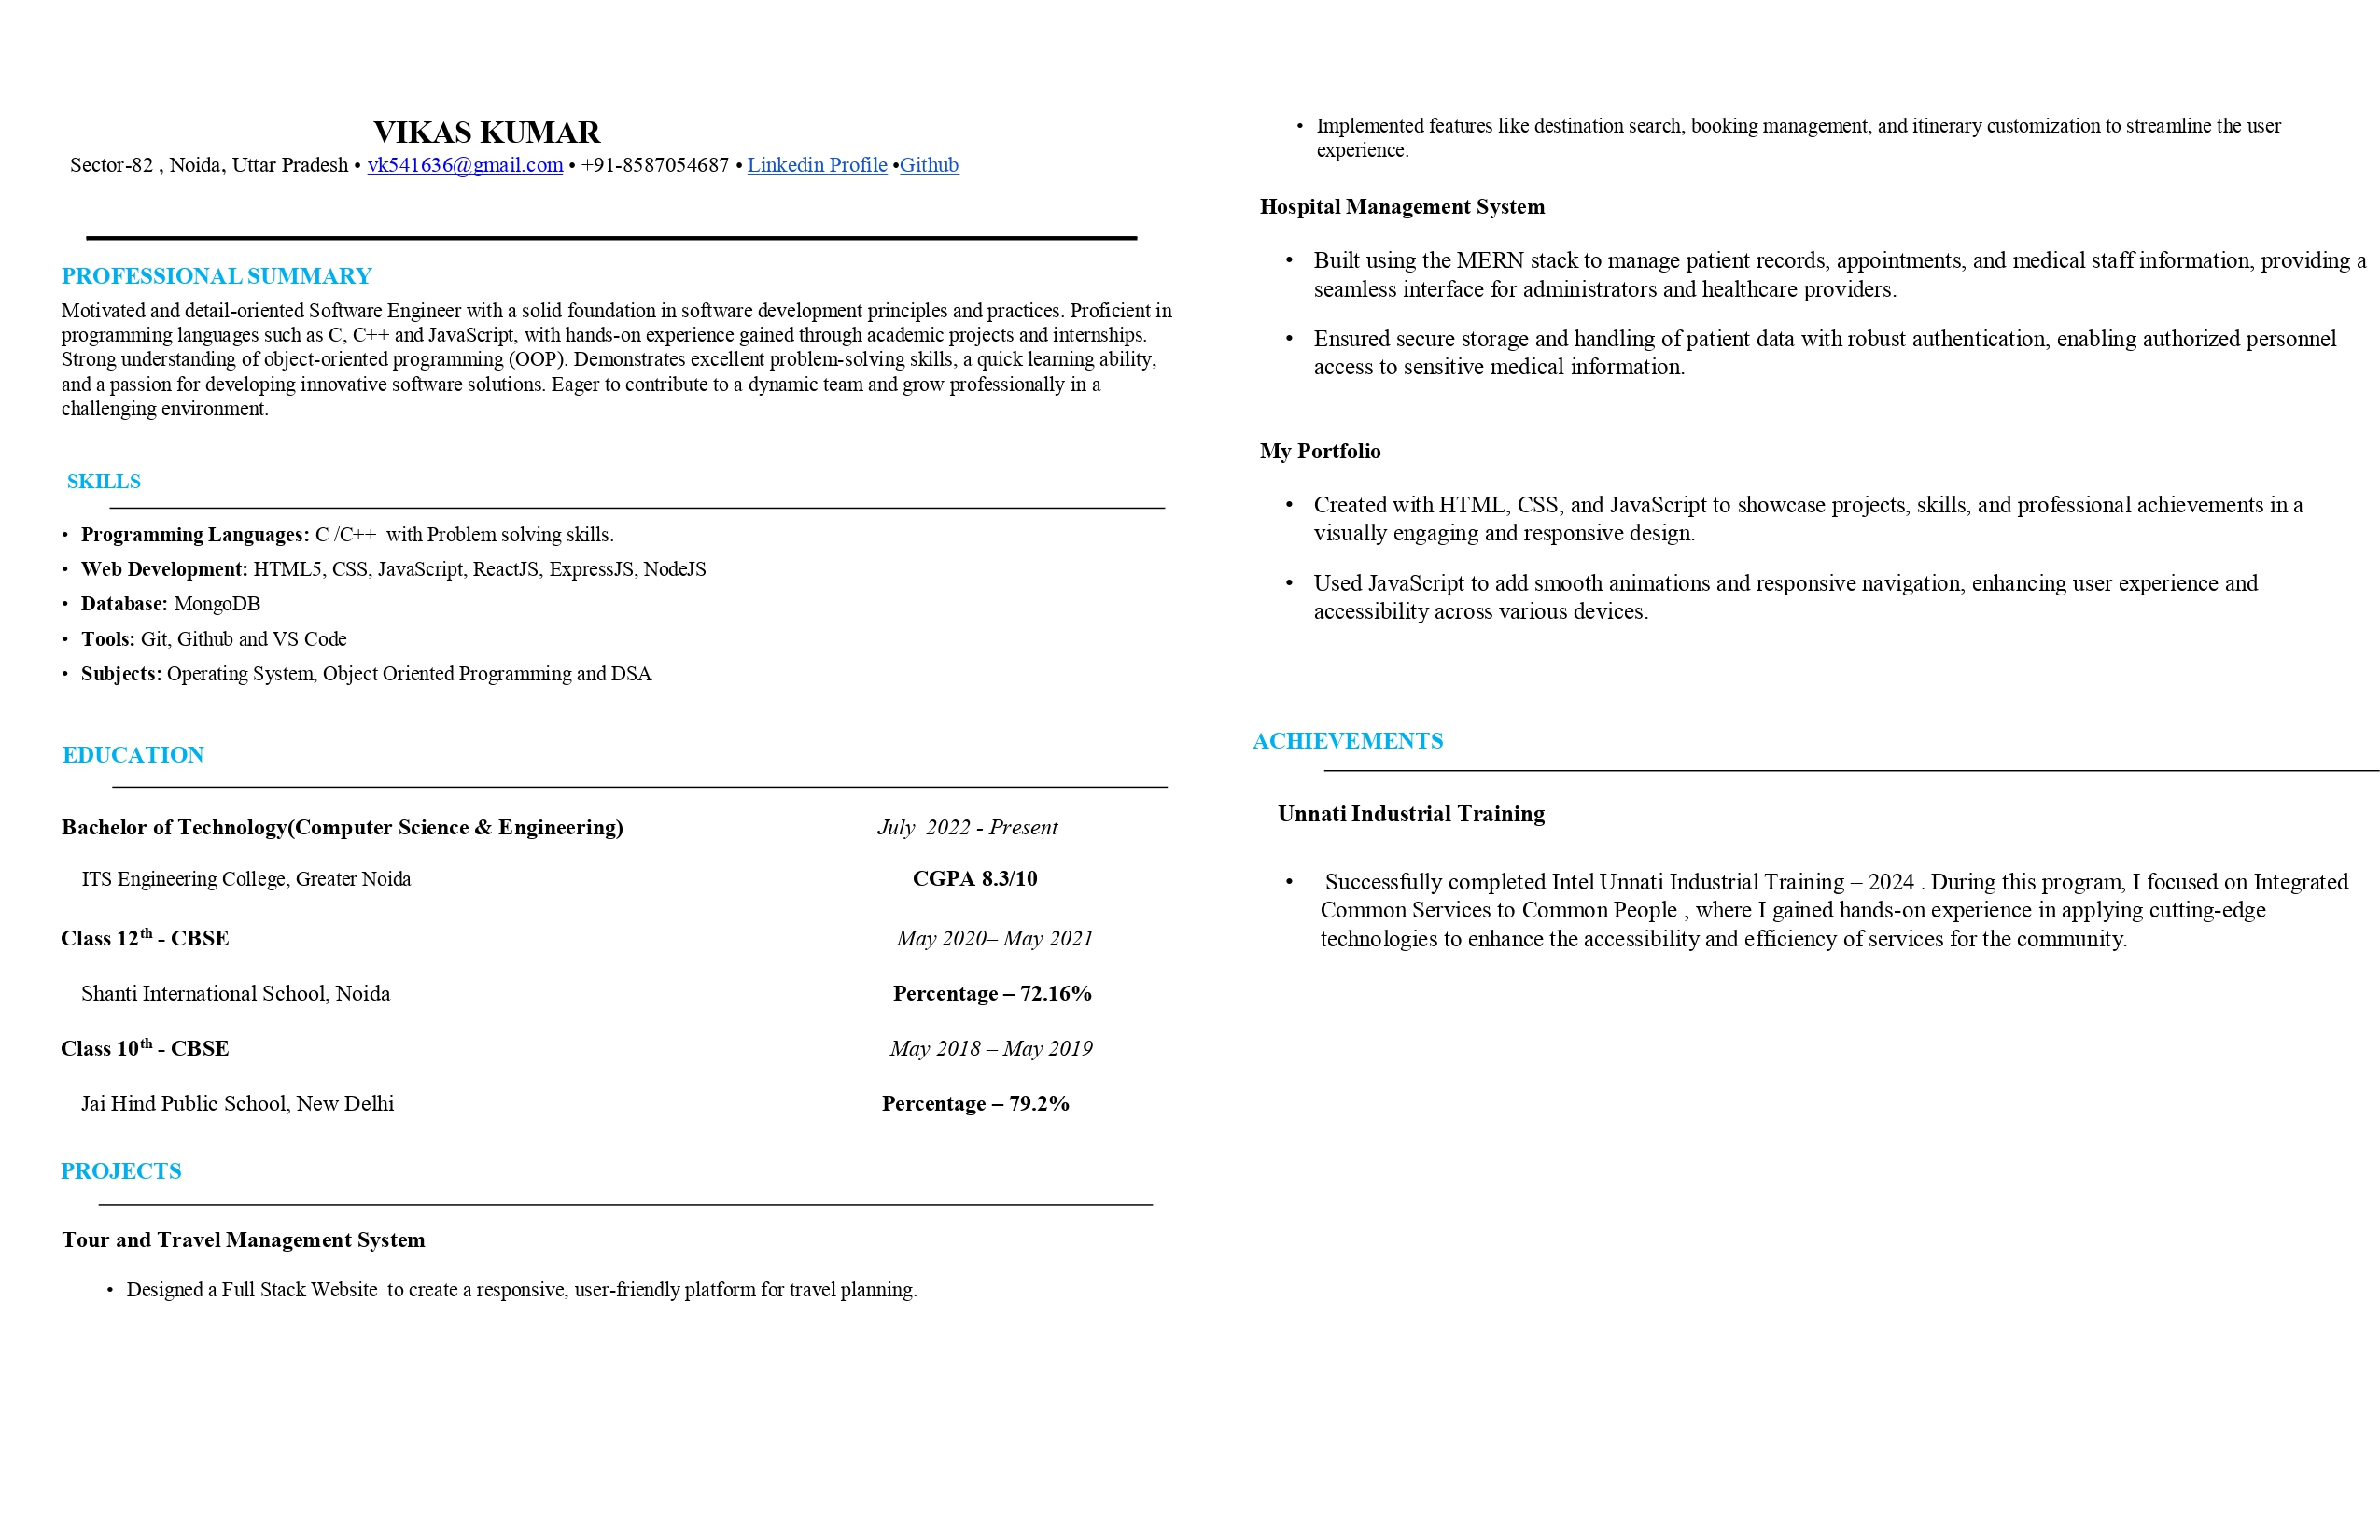 VIKAS KUMAR
Sector-82 , Noida, Uttar Pradesh • vk541636@gmail.com • +91-8587054687 • Linkedin Profile •Github
PROFESSIONAL SUMMARY
Motivated and detail-oriented Software Engineer with a solid foundation in software development principles and practices. Proficient in
programming languages such as C, C++ and JavaScript, with hands-on experience gained through academic projects and internships.
Strong understanding of object-oriented programming (OOP). Demonstrates excellent problem-solving skills, a quick learning ability,
and a passion for developing innovative software solutions. Eager to contribute to a dynamic team and grow professionally in a
challenging environment.
SKILLS
• Programming Languages: C /C++  with Problem solving skills.
• Web Development: HTML5, CSS, JavaScript, ReactJS, ExpressJS, NodeJS
• Database: MongoDB
• Tools: Git, Github and VS Code
• Subjects: Operating System, Object Oriented Programming and DSA
EDUCATION
Bachelor of Technology(Computer Science & Engineering) July  2022 - Present
ITS Engineering College, Greater Noida CGPA 8.3/10
Class 12th - CBSE May 2020– May 2021
Shanti International School, Noida Percentage – 72.16%
Class 10th - CBSE May 2018 – May 2019
Jai Hind Public School, New Delhi Percentage – 79.2%
PROJECTS
Tour and Travel Management System
• Designed a Full Stack Website  to create a responsive, user-friendly platform for travel planning.
• Implemented features like destination search, booking management, and itinerary customization to streamline the user
experience.
Hospital Management System
• Built using the MERN stack to manage patient records, appointments, and medical staff information, providing a
seamless interface for administrators and healthcare providers.
• Ensured secure storage and handling of patient data with robust authentication, enabling authorized personnel
access to sensitive medical information.
My Portfolio
• Created with HTML, CSS, and JavaScript to showcase projects, skills, and professional achievements in a
visually engaging and responsive design.
• Used JavaScript to add smooth animations and responsive navigation, enhancing user experience and
accessibility across various devices.
ACHIEVEMENTS
Unnati Industrial Training
• Successfully completed Intel Unnati Industrial Training – 2024 . During this program, I focused on Integrated
Common Services to Common People , where I gained hands-on experience in applying cutting-edge
technologies to enhance the accessibility and efficiency of services for the community.